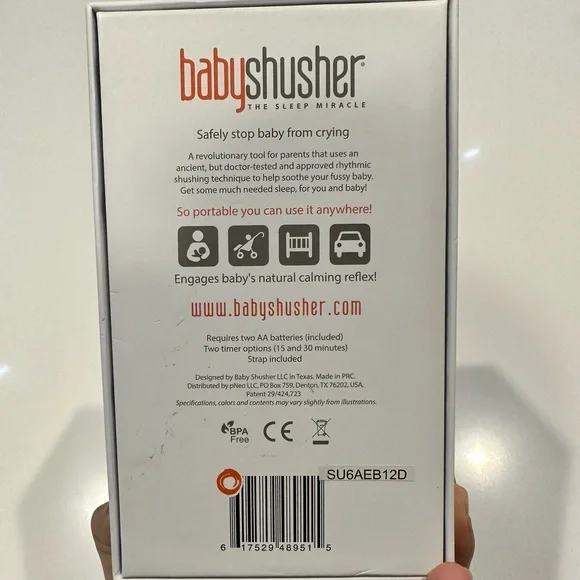 babyshusher®
THE SLEEP MIRACLE
Safely stop baby from crying
A revolutionary tool for parents that uses an
ancient, but doctor-tested and approved rhythmic
shushing technique to help soothe your fussy baby.
Get some much needed sleep, for you and baby!
So portable you can use it anywhere!
Engages baby's natural calming reflex!
www.babyshusher.com
Requires two AA batteries (included)
Two timer options (15 and 30 minutes)
Strap included
Designed by Baby Shusher LLC in Texas. Made in PRC.
Distributed by pNeo LLC, PO Box 759, Denton, TX 76202, USA.
Patent 29/424,723
Specifications, colors and contents may vary slightly from illustrations.
BPA
Free
CE
SU6AEB12D
6 17529 48951 5